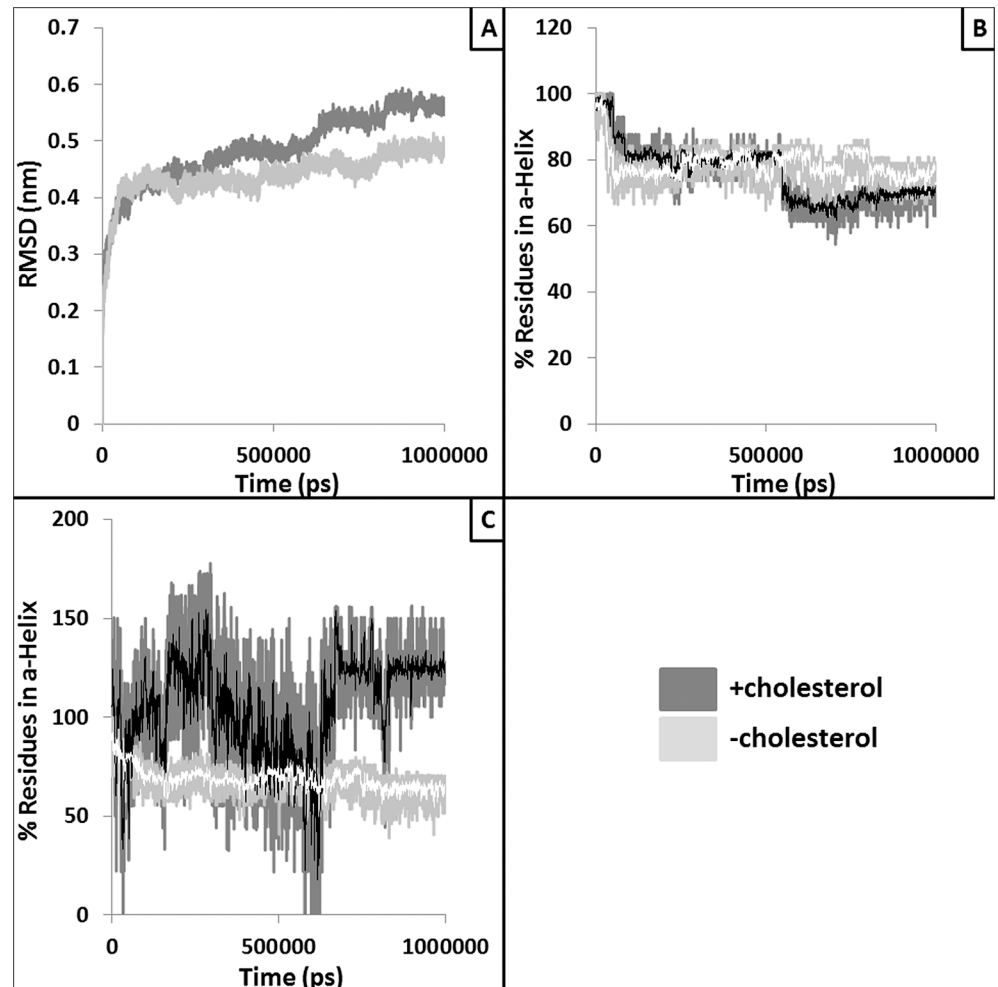 A
0.7
0.6
0.5
0.4
0.3
0.2
0.1
0
RMSD (nm)
0 500000 1000000
Time (ps)
B
120
100
80
60
40
20
0
% Residues in a-Helix
0 500000 1000000
Time (ps)
C
200
150
100
50
0
% Residues in a-Helix
0 500000 1000000
Time (ps)
+cholesterol
-cholesterol